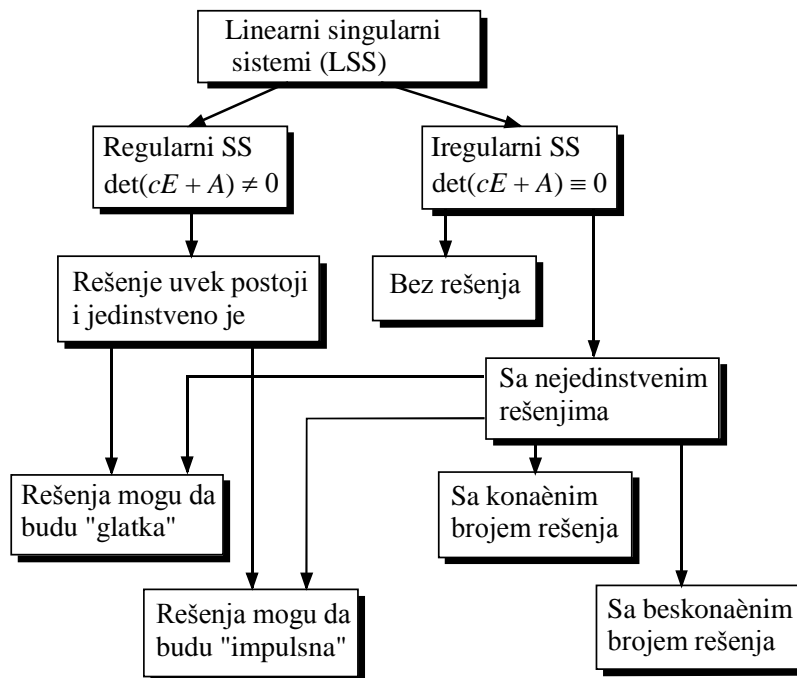 Linearni singularni
sistemi (LSS)
Regularni SS
det(cE + A) ≠ 0
Iregularni SS
det(cE + A) ≡ 0
Rešenje uvek postoji
i jedinstveno je
Bez rešenja
Sa nejedinstvenim
rešenjima
Rešenja mogu da
budu "glatka"
Sa konaènim
brojem rešenja
Rešenja mogu da
budu "impulsna"
Sa beskonaènim
brojem rešenja